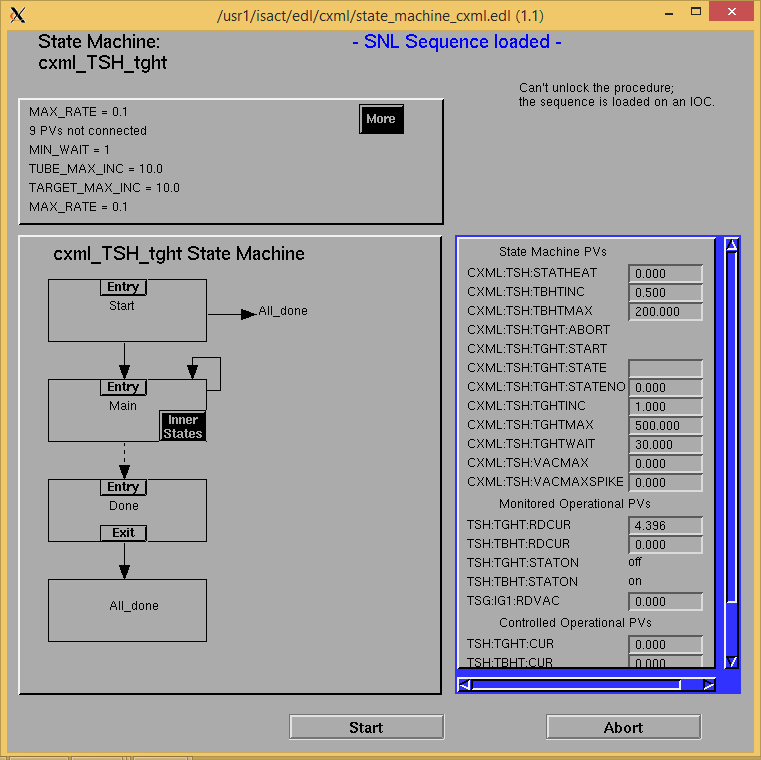 /usr1/isact/edl/cxml/state_machine_cxml.edl (1.1)
State Machine:
cxml_TSH_tght
- SNL Sequence loaded -
Can't unlock the procedure;
the sequence is loaded on an IOC.
MAX_RATE = 0.1
9 PVs not connected
MIN_WAIT = 1
TUBE_MAX_INC = 10.0
TARGET_MAX_INC = 10.0
MAX_RATE = 0.1
More
cxml_TSH_tght State Machine
Entry
Start
All_done
Entry
Main
Inner
States
Entry
Done
Exit
All_done
State Machine PVs
CXML:TSH:STATHEAT 0.000
CXML:TSH:TBHTINC 0.500
CXML:TSH:TBHTMAX 200.000
CXML:TSH:TGHT:ABORT
CXML:TSH:TGHT:START
CXML:TSH:TGHT:STATE
CXML:TSH:TGHT:STATENO 0.000
CXML:TSH:TGHTINC 1.000
CXML:TSH:TGHTMAX 500.000
CXML:TSH:TGHTWAIT 30.000
CXML:TSH:VACMAX 0.000
CXML:TSH:VACMAXSPIKE 0.000
Monitored Operational PVs
TSH:TGHT:RDCUR 4.396
TSH:TBHT:RDCUR 0.000
TSH:TGHT:STATON off
TSH:TBHT:STATON on
TSG:IG1:RDVAC 0.000
Controlled Operational PVs
TSH:TGHT:CUR 0.000
TSH:TBHT:CUR 0.000
Start
Abort